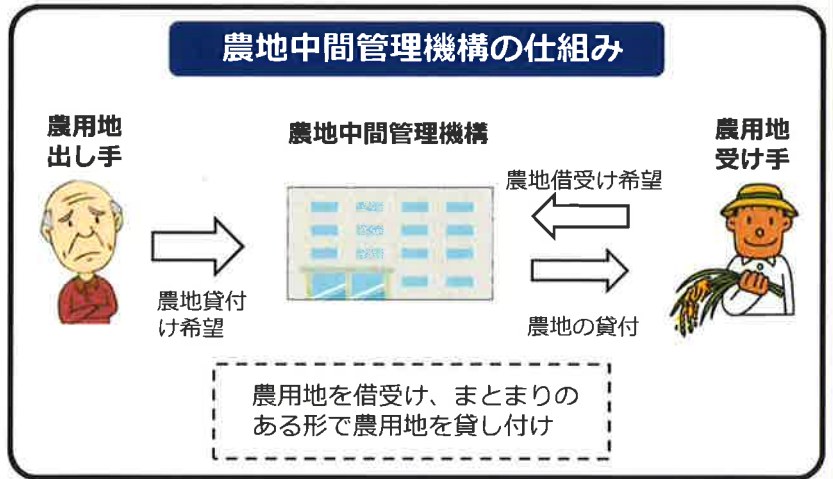 農地中間管理機構の仕組み
農用地
出し手
農地中間管理機構
農用地
受け手
農地借受け希望
農地貸付
け希望
農地の貸付
農用地を借受け、まとまりの
ある形で農用地を貸し付け